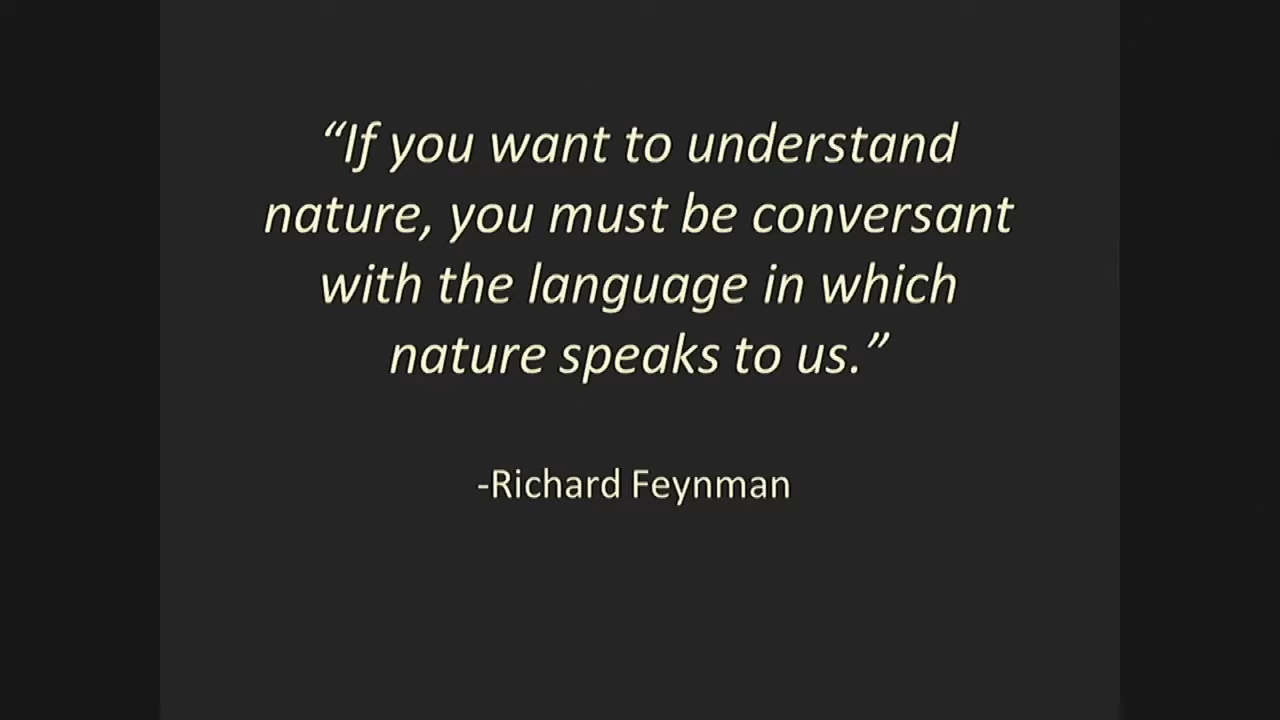 “If you want to understand
nature, you must be conversant
with the language in which
nature speaks to us.”
-Richard Feynman